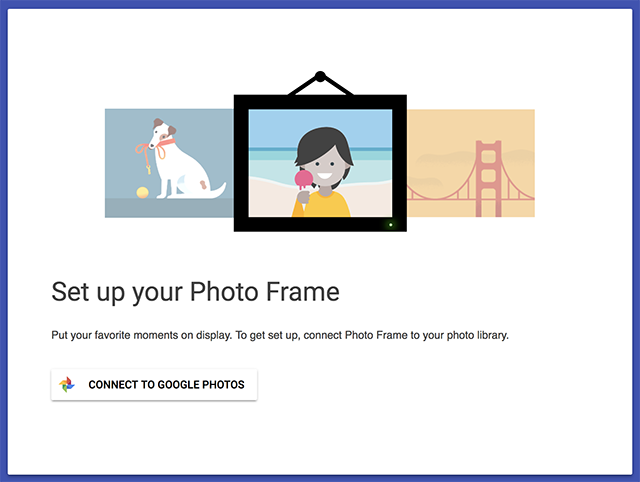 Set up your Photo Frame
Put your favorite moments on display. To get set up, connect Photo Frame to your photo library.
CONNECT TO GOOGLE PHOTOS